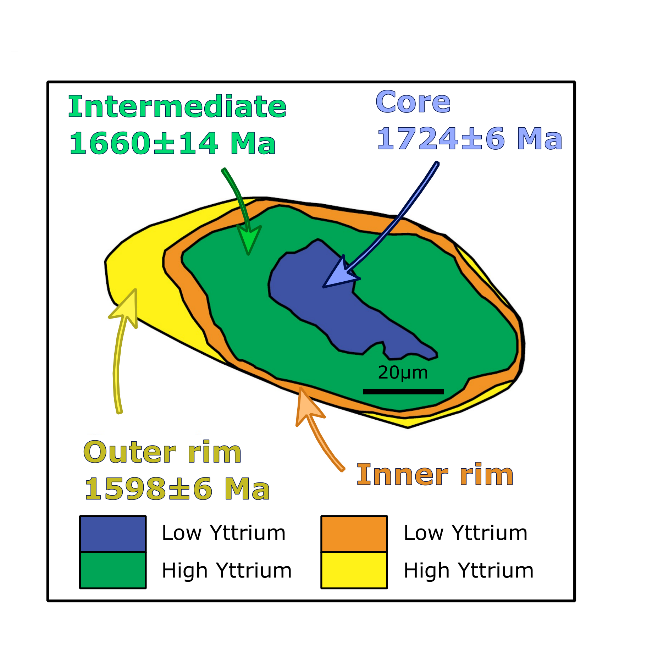 Intermediate
1660±14 Ma
Core
1724±6 Ma
20μm
Outer rim
1598±6 Ma
Inner rim
Low Yttrium
High Yttrium
Low Yttrium
High Yttrium